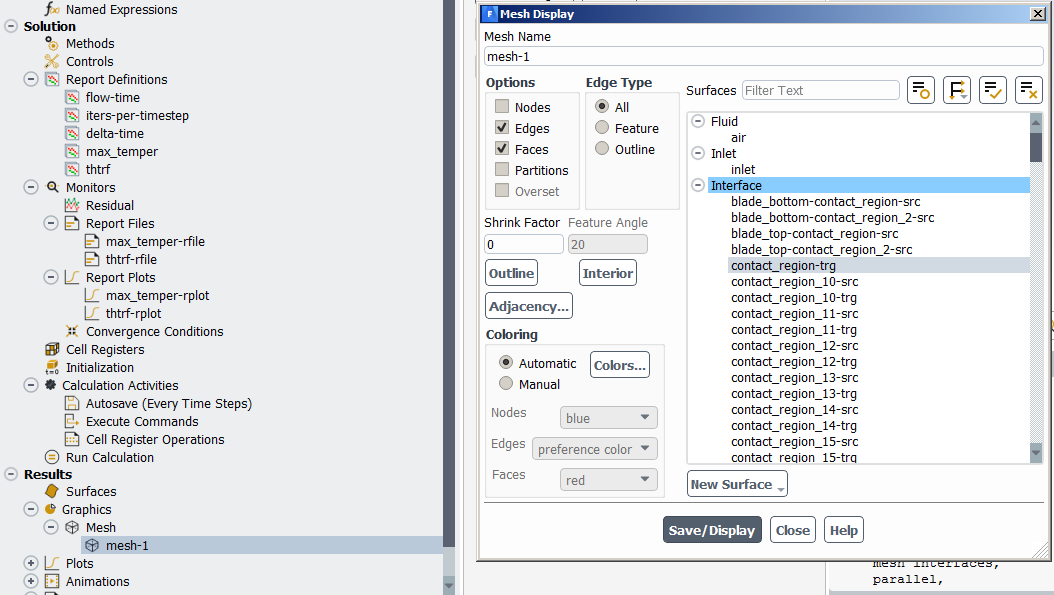 Named Expressions
Solution
Methods
Controls
Report Definitions
flow-time
iters-per-timestep
delta-time
max_temper
thtrf
Monitors
Residual
Report Files
max_temper-rfile
thtrf-rfile
Report Plots
max_temper-rplot
thtrf-rplot
Convergence Conditions
Cell Registers
Initialization
Calculation Activities
Autosave (Every Time Steps)
Execute Commands
Cell Register Operations
Run Calculation
Results
Surfaces
Graphics
Mesh
mesh-1
Plots
Animations
Mesh Display
Mesh Name
mesh-1
Options
Nodes
Edges
Faces
Partitions
Overset
Edge Type
All
Feature
Outline
Shrink Factor Feature Angle
0 20
Outline Interior
Adjacency...
Coloring
Automatic Colors...
Manual
Nodes blue
Edges preference color
Faces red
Surfaces Filter Text
Fluid
air
Inlet
inlet
Interface
blade_bottom-contact_region-src
blade_bottom-contact_region_2-src
blade_top-contact_region-src
blade_top-contact_region_2-src
contact_region-trg
contact_region_10-src
contact_region_10-trg
contact_region_11-src
contact_region_11-trg
contact_region_12-src
contact_region_12-trg
contact_region_13-src
contact_region_13-trg
contact_region_14-src
contact_region_14-trg
contact_region_15-src
contact_region_15-trg
New Surface
Save/Display Close Help
mesh interfaces,
parallel,